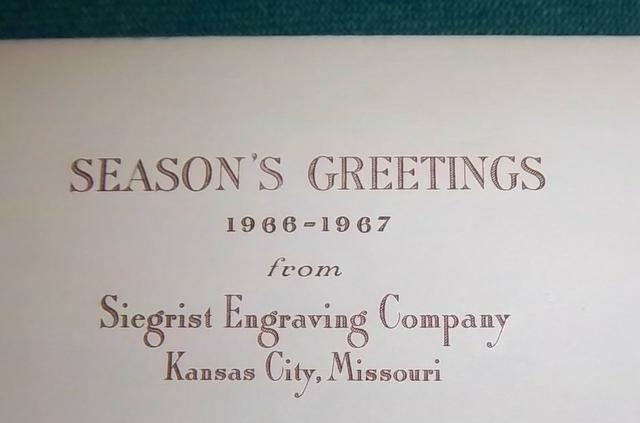 SEASON'S GREETINGS
1966-1967
from
Siegrist Engraving Company
Kansas City, Missouri